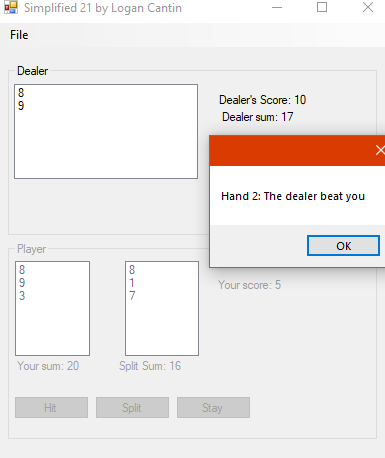 Simplified 21 by Logan Cantin
File
Dealer
8
9
Dealer's Score: 10
Dealer sum: 17
Hand 2: The dealer beat you
OK
Player
8
9
3
8
1
7
Your score: 5
Your sum: 20
Split Sum: 16
Hit
Split
Stay